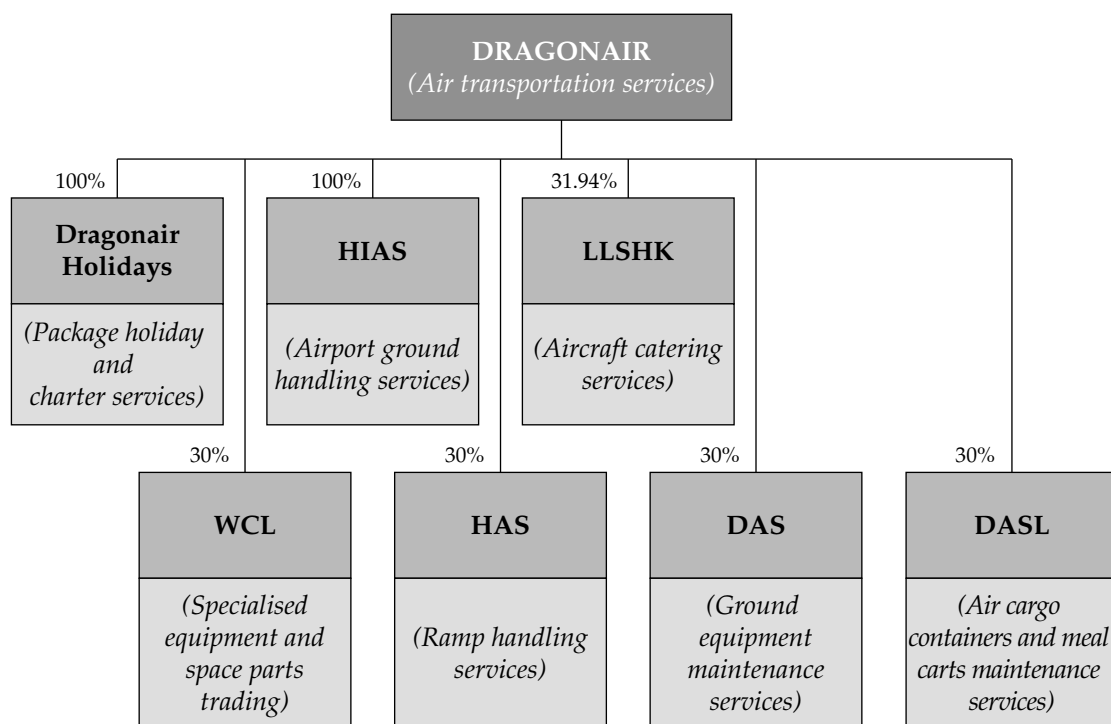 DRAGONAIR
(Air transportation services)
100%
100%
31.94%
Dragonair
Holidays
HIAS
LLSHK
(Package holiday
and
charter services)
(Airport ground
handling services)
(Aircraft catering
services)
30%
30%
30%
30%
WCL
HAS
DAS
DASL
(Specialised
equipment and
space parts
trading)
(Ramp handling
services)
(Ground
equipment
maintenance
services)
(Air cargo
containers and meal
carts maintenance
services)